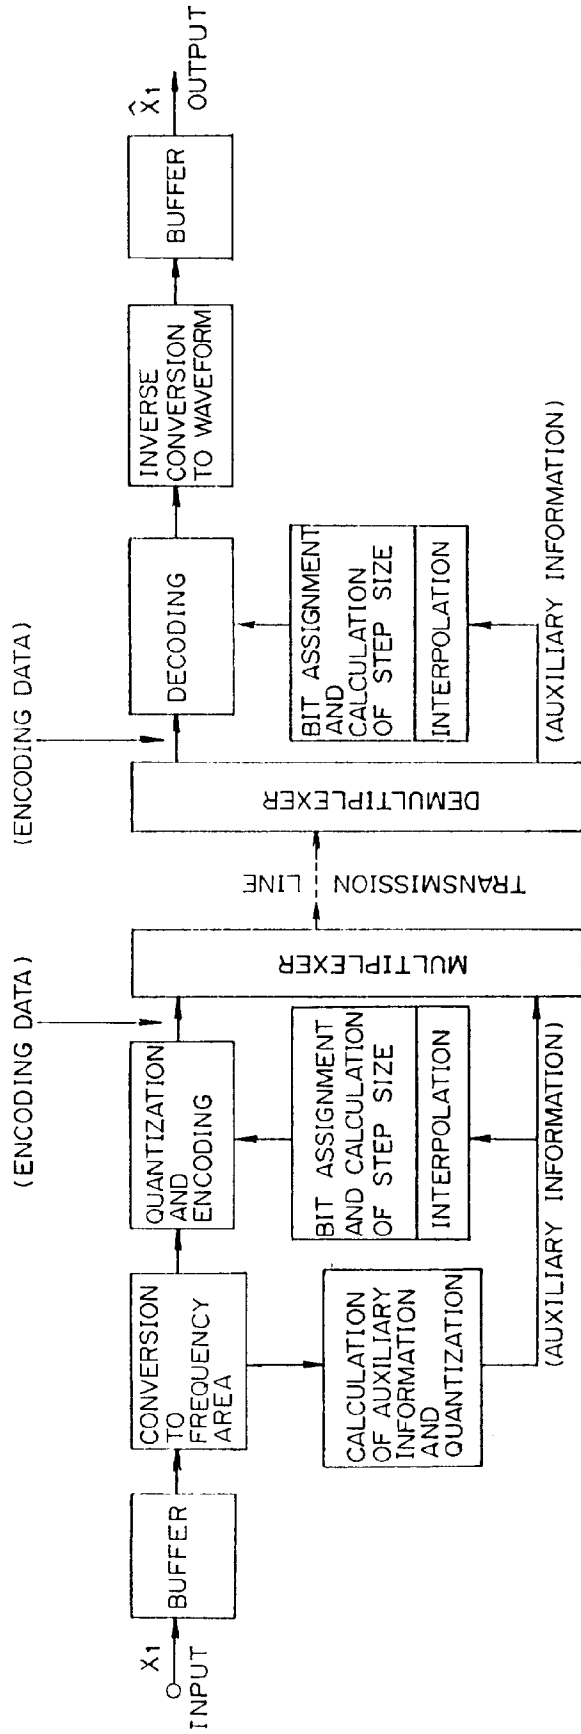 X1
INPUT
BUFFER
CONVERSION
TO
FREQUENCY
AREA
CALCULATION
OF AUXILIARY
INFORMATION
AND
QUANTIZATION
(AUXILIARY INFORMATION)
QUANTIZATION
AND
ENCODING
(ENCODING DATA)
BIT ASSIGNMENT
AND CALCULATION
OF STEP SIZE
INTERPOLATION
MULTIPLEXER
TRANSMISSION
LINE
DEMULTIPLEXER
(ENCODING DATA)
DECODING
BIT ASSIGNMENT
AND
CALCULATION
OF STEP SIZE
INTERPOLATION
(AUXILIARY INFORMATION)
INVERSE
CONVERSION
TO WAVEFORM
BUFFER
X̂1
OUTPUT